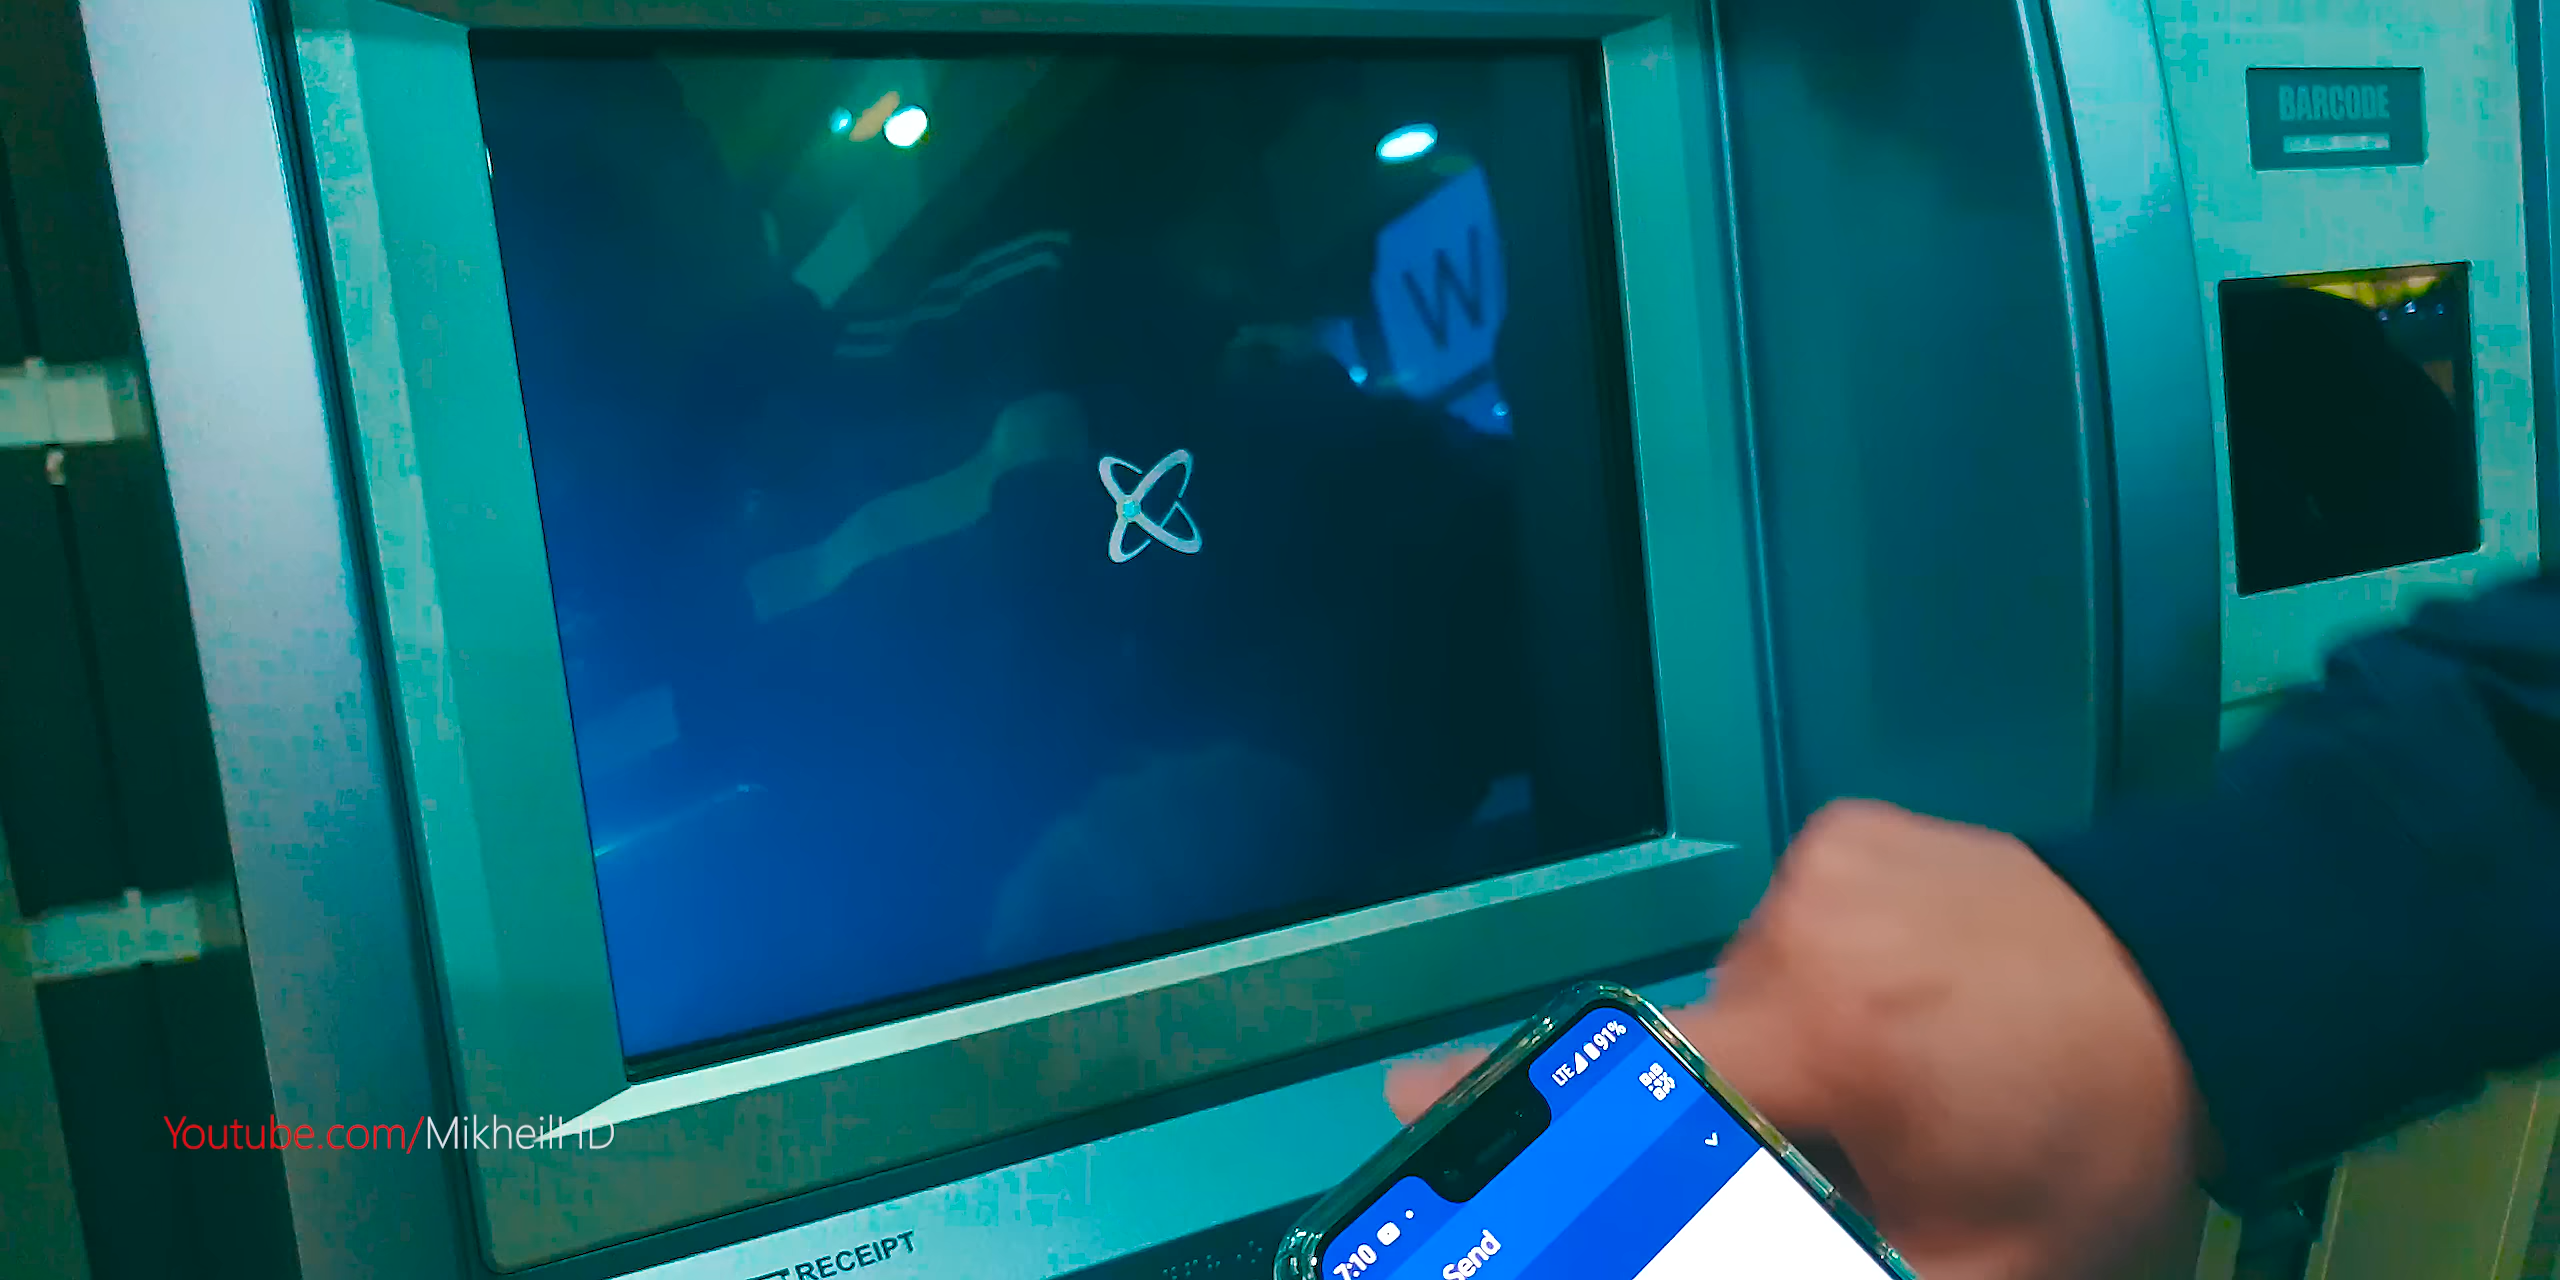 BARCODE
W
LTE 91%
Youtube.com/MikheilHD
7:10
Send
RECEIPT